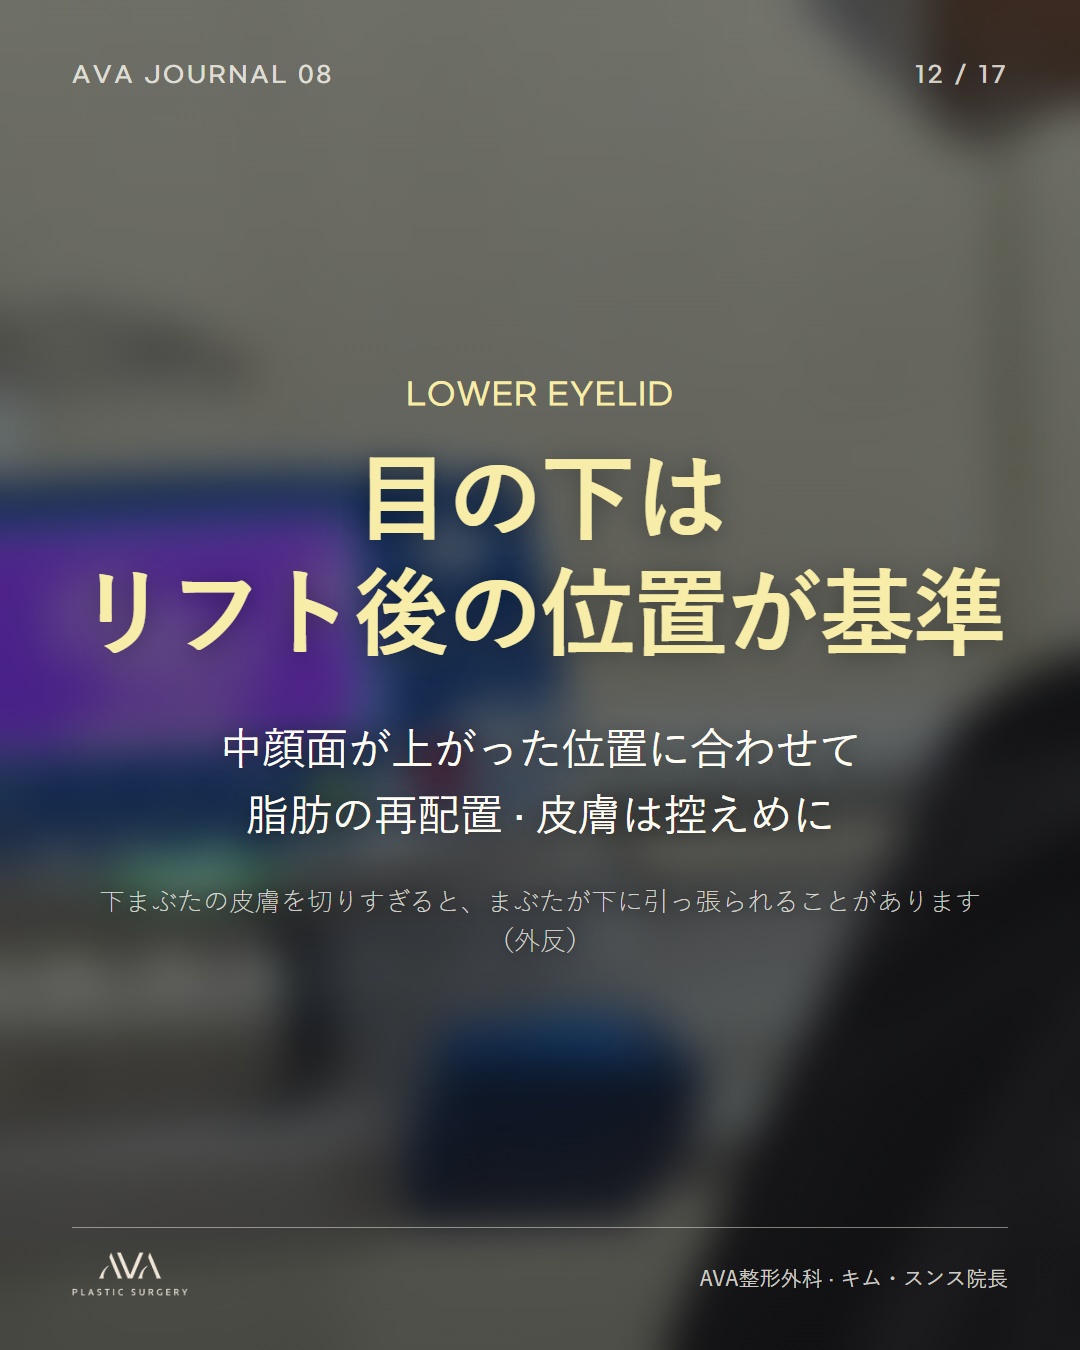 AVA JOURNAL 08
12 / 17
LOWER EYELID
目の下は
リフト後の位置が基準
中顔面が上がった位置に合わせて
脂肪の再配置 · 皮膚は控えめに
下まぶたの皮膚を切りすぎると、まぶたが下に引っ張られることがあります
（外反）
AVA
PLASTIC SURGERY
AVA整形外科 · キム・スンス院長